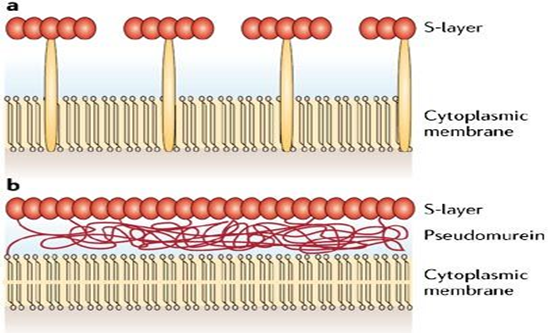 a
S-layer
Cytoplasmic
membrane
b
S-layer
Pseudomurein
Cytoplasmic
membrane